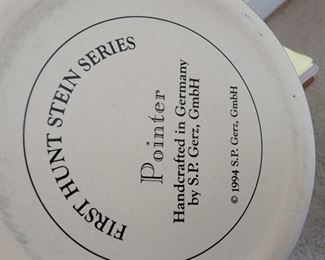 FIRST HUNT STEIN SERIES
Pointer
Handcrafted in Germany
by S.P. Gerz, GmbH
© 1994 S.P. Gerz, GmbH